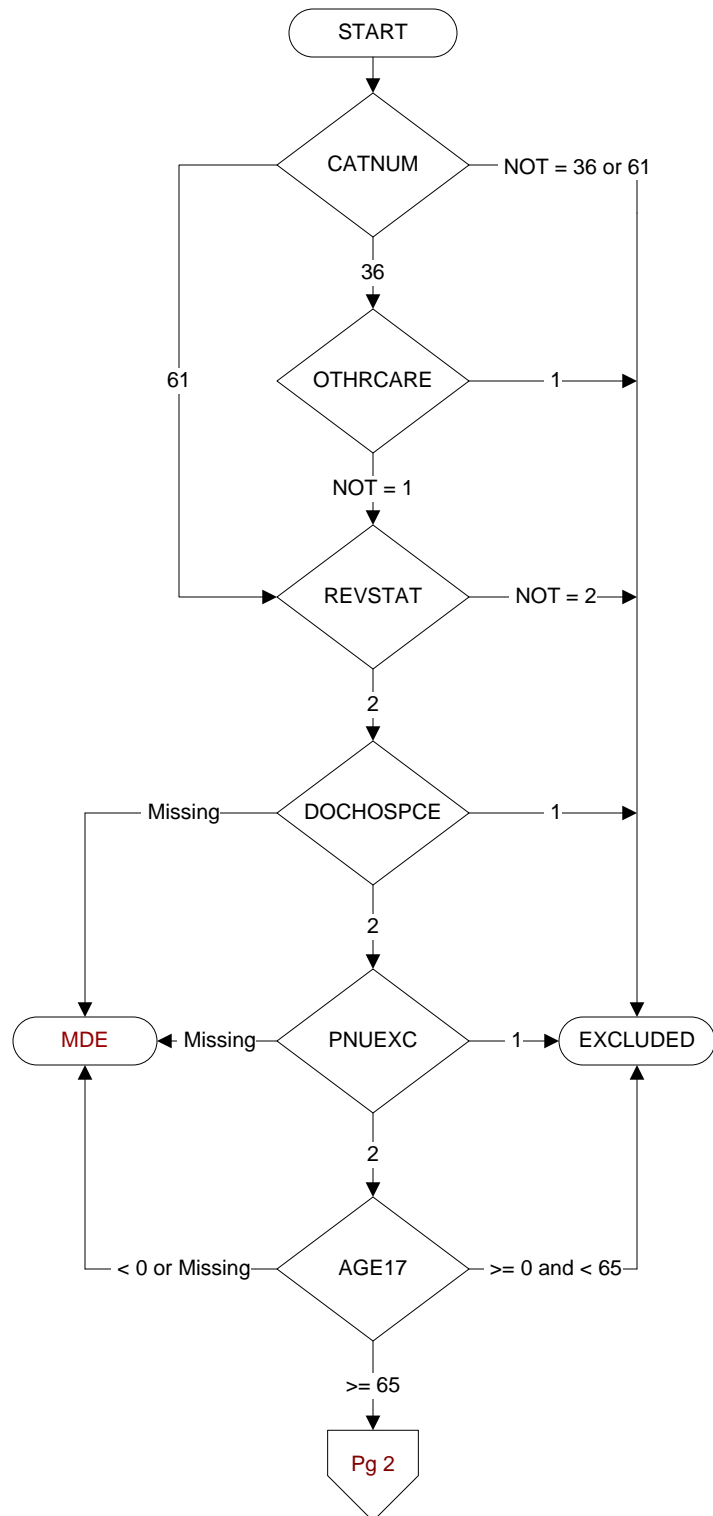 START
CATNUM
NOT = 36 or 61
36
61
OTHRCARE
1
NOT = 1
REVSTAT
NOT = 2
2
Missing
DOCHOSPCE
1
2
MDE
Missing
PNUEXC
1
EXCLUDED
2
< 0 or Missing
AGE17
>= 0 and < 65
>= 65
Pg 2